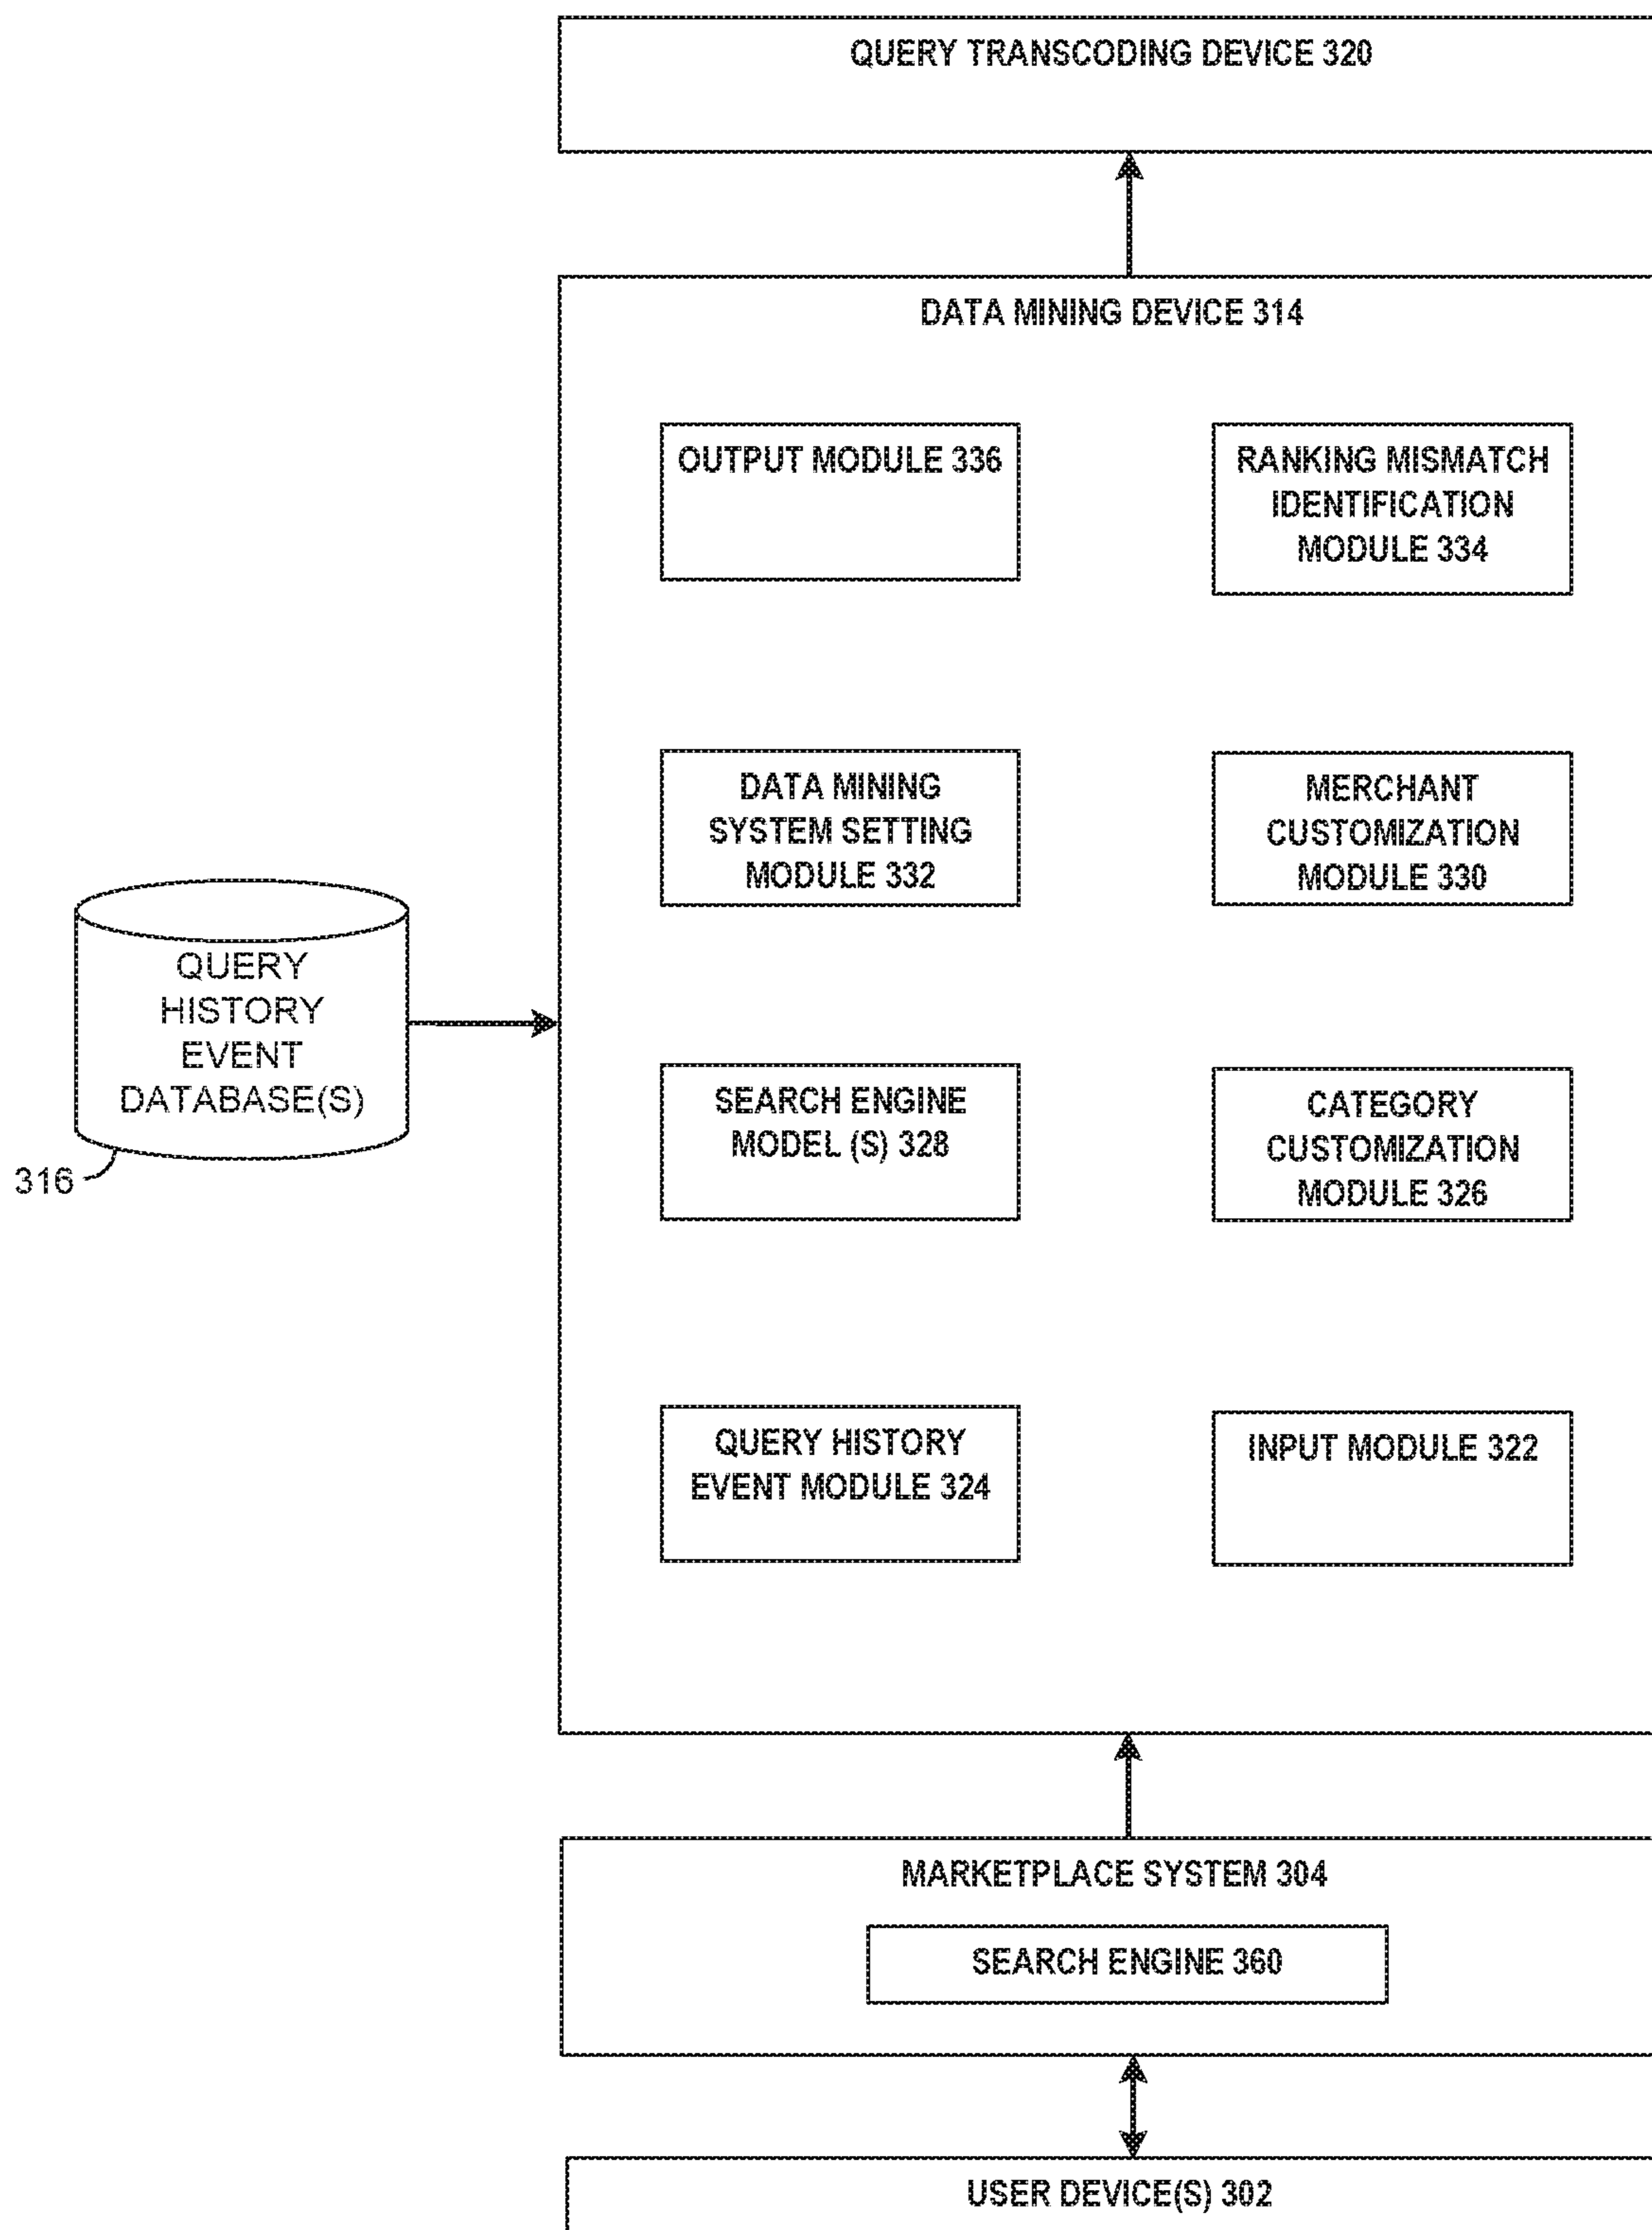 QUERY TRANSCODING DEVICE 320
DATA MINING DEVICE 314
OUTPUT MODULE 336
RANKING MISMATCH
IDENTIFICATION
MODULE 334
DATA MINING
SYSTEM SETTING
MODULE 332
MERCHANT
CUSTOMIZATION
MODULE 330
QUERY
HISTORY
EVENT
DATABASE(S)
316
SEARCH ENGINE
MODEL (S) 328
CATEGORY
CUSTOMIZATION
MODULE 326
QUERY HISTORY
EVENT MODULE 324
INPUT MODULE 322
MARKETPLACE SYSTEM 304
SEARCH ENGINE 360
USER DEVICE(S) 302